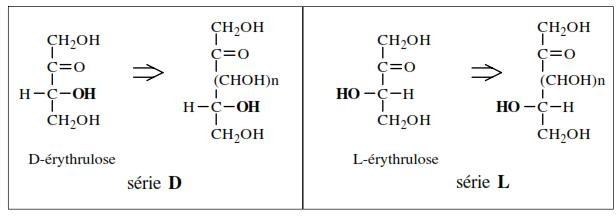 CH2OH
C=O
H-C-OH
CH2OH
D-érythrulose
CH2OH
C=O
(CHOH)n
H-C-OH
CH2OH
série D
CH2OH
C=O
HO-C-H
CH2OH
L-érythrulose
CH2OH
C=O
(CHOH)n
HO-C-H
CH2OH
série L